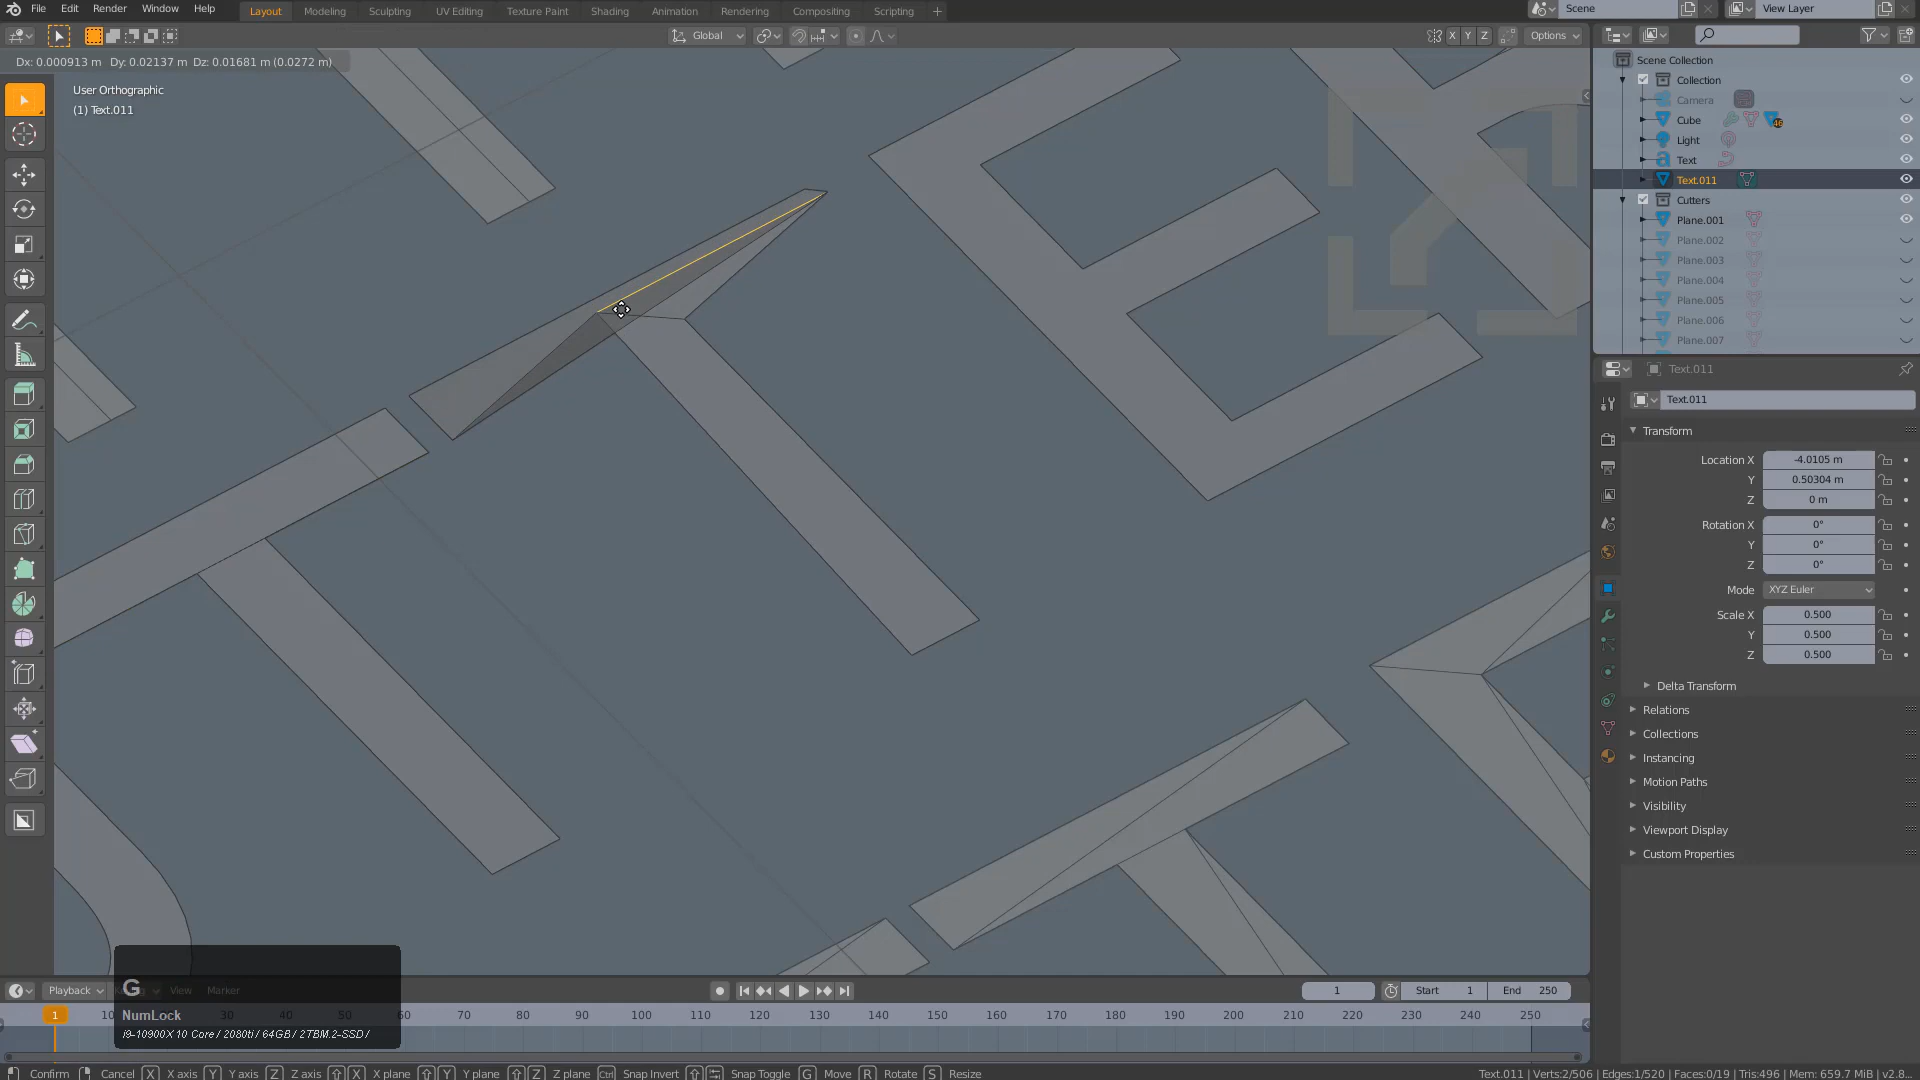 File Edit Render Window Help
Layout Modeling Sculpting UV Editing Texture Paint Shading Animation Rendering Compositing Scripting +
Scene View Layer
Global X Y Z Options
Dx: 0.000913 m Dy: 0.02137 m Dz: 0.01681 m (0.0272 m)
User Orthographic
(1) Text.011
Scene Collection
Collection
Camera
Cube
Light
Text
Text.011
Cutters
Plane.001
Plane.002
Plane.003
Plane.004
Plane.005
Plane.006
Plane.007
Text.011
Text.011
Transform
Location X -4.0105 m
Y 0.50304 m
Z 0 m
Rotation X 0°
Y 0°
Z 0°
Mode XYZ Euler
Scale X 0.500
Y 0.500
Z 0.500
Delta Transform
Relations
Collections
Instancing
Motion Paths
Visibility
Viewport Display
Custom Properties
G
NumLock
i9-10900X 10 Core / 2080ti / 64GB / 2TBM.2-SSD /
Playback View Marker
1 Start 1 End 250
1 10 60 70 80 90 100 110 120 130 140 150 160 170 180 190 200 210 220 230 240 250
Confirm Cancel X X axis Y Y axis Z Z axis X X plane Y Y plane Z Z plane Ctrl Snap Invert Snap Toggle G Move R Rotate S Resize
Text.011 | Verts:2/506 | Edges:1/520 | Faces:0/19 | Tris:496 | Mem: 659.7 MiB | v2.8...